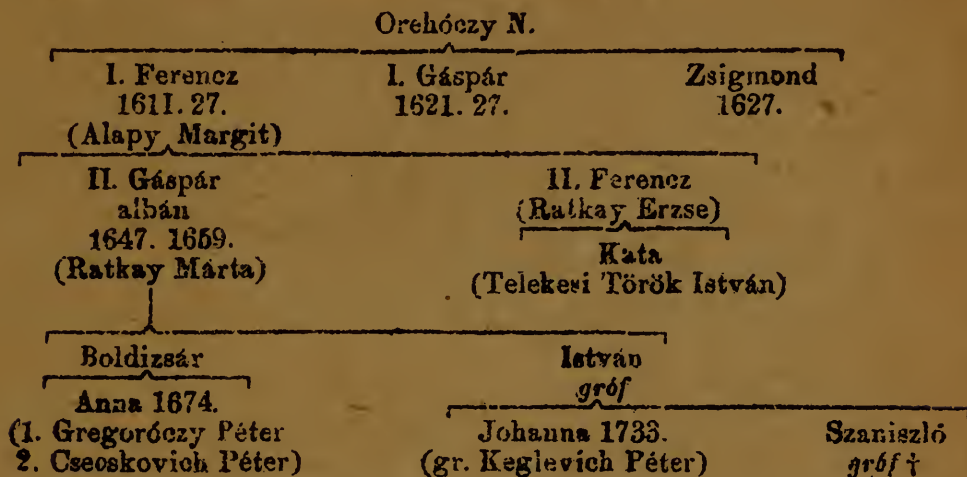 Orehóczy N.
I. Ferencz I. Gáspár Zsigmond
1611. 27. 1621. 27. 1627.
(Alapy Margit)
II. Gáspár II. Ferencz
albán (Ratkay Erzse)
1647. 1659. Kata
(Ratkay Márta) (Telekesi Török István)
Boldizsár István
gróf
Anna 1674.
(1. Gregoróczy Péter Johanna 1733. Szaniszló
2. Cseoskovich Péter) (gr. Keglevich Péter) gróf †